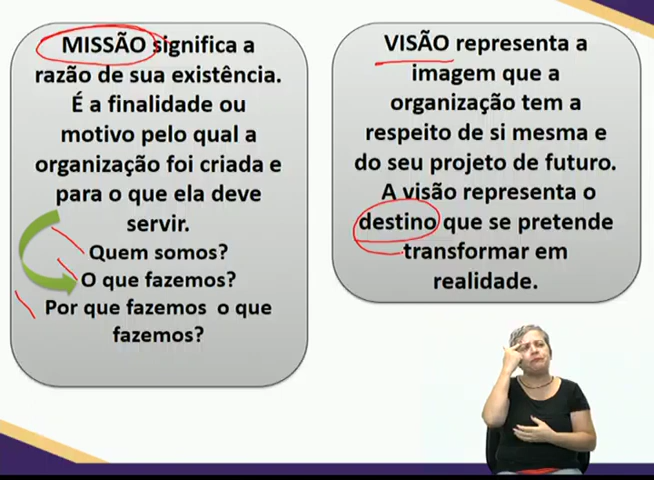 MISSÃO significa a
razão de sua existência.
É a finalidade ou
motivo pelo qual a
organização foi criada e
para o que ela deve
servir.
Quem somos?
O que fazemos?
Por que fazemos o que
fazemos?
VISÃO representa a
imagem que a
organização tem a
respeito de si mesma e
do seu projeto de futuro.
A visão representa o
destino que se pretende
transformar em
realidade.